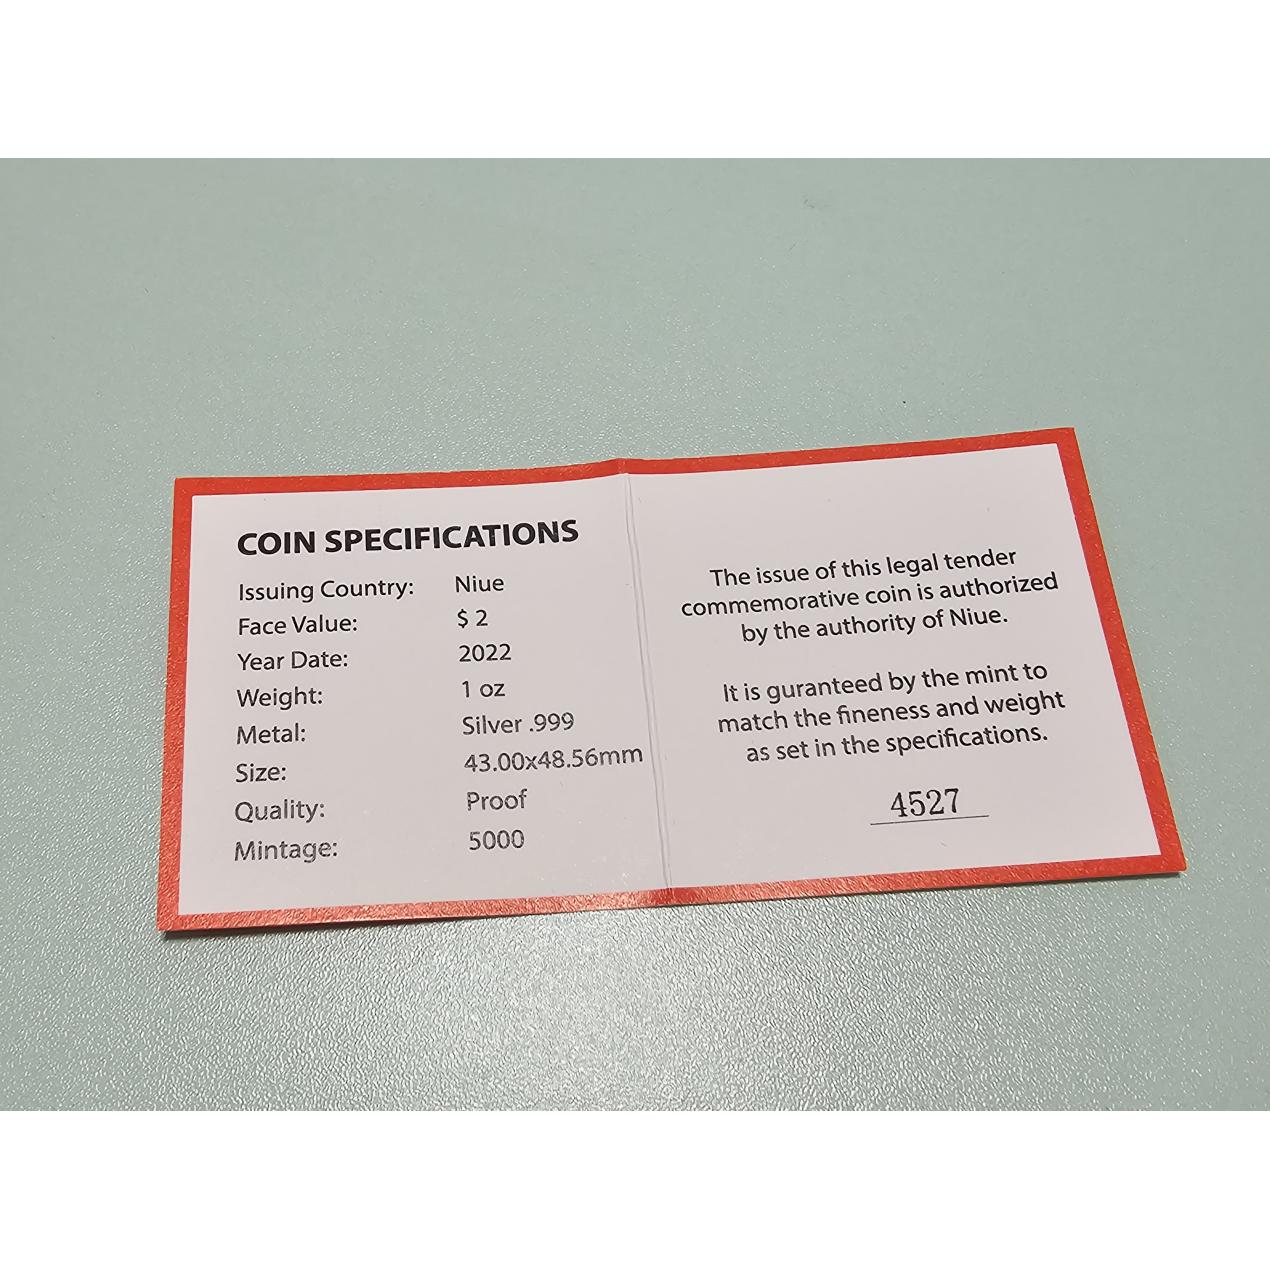 COIN SPECIFICATIONS
Issuing Country: Niue
Face Value: $ 2
Year Date: 2022
Weight: 1 oz
Metal: Silver .999
Size: 43.00x48.56mm
Quality: Proof
Mintage: 5000
The issue of this legal tender
commemorative coin is authorized
by the authority of Niue.
It is guranteed by the mint to
match the fineness and weight
as set in the specifications.
4527